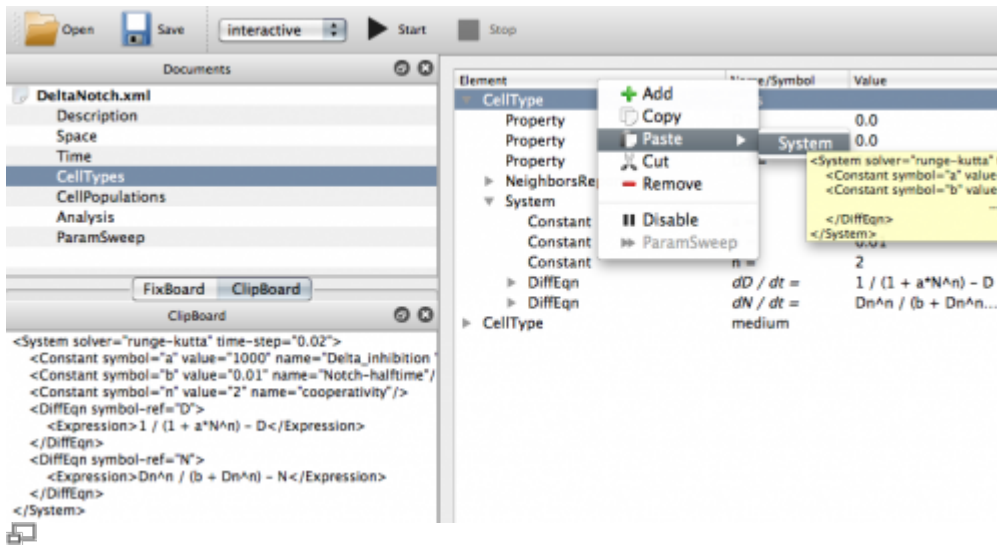 Open Save interactive Start Stop
Documents
DeltaNotch.xml
Description
Space
Time
CellTypes
CellPopulations
Analysis
ParamSweep
FixBoard ClipBoard
ClipBoard
<System solver="runge-kutta" time-step="0.02">
<Constant symbol="a" value="1000" name="Delta_inhibition "
<Constant symbol="b" value="0.01" name="Notch-halftime"/
<Constant symbol="n" value="2" name="cooperativity"/>
<DiffEqn symbol-ref="D">
<Expression>1 / (1 + a*N^n) - D</Expression>
</DiffEqn>
<DiffEqn symbol-ref="N">
<Expression>Dn^n / (b + Dn^n) - N</Expression>
</DiffEqn>
</System>
Element Name/Symbol Value
CellType
Property 0.0
Property 0.0
Property
NeighborsRe
System
Constant
Constant 0.01
Constant n = 2
DiffEqn dD / dt = 1 / (1 + a*N^n) - D
DiffEqn dN / dt = Dn^n / (b + Dn^n...
CellType medium
Add
Copy
Paste
Cut
Remove
Disable
ParamSweep
System
<System solver="runge-kutta"
<Constant symbol="a" value
<Constant symbol="b" value
...
</DiffEqn>
</System>